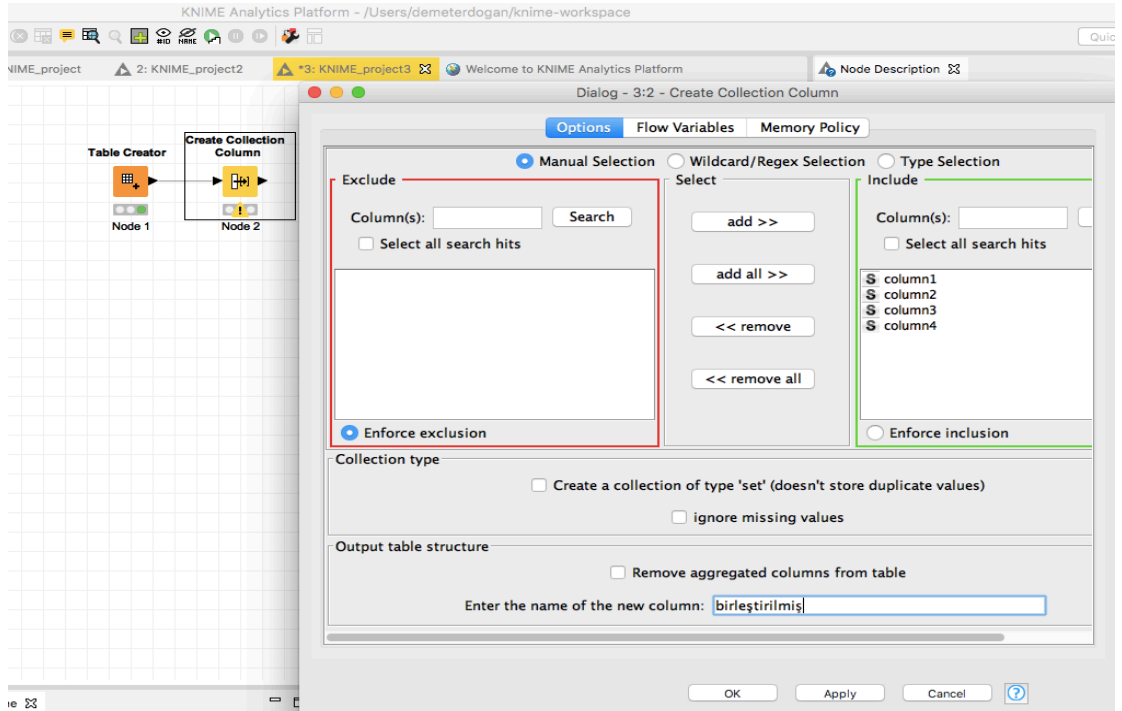 KNIME Analytics Platform - /Users/demeterdogan/knime-workspace
#ID NAME
Quic
NIME_project 2: KNIME_project2 *3: KNIME_project3 Welcome to KNIME Analytics Platform Node Description
Dialog - 3:2 - Create Collection Column
Options Flow Variables Memory Policy
Manual Selection Wildcard/Regex Selection Type Selection
Table Creator
Node 1
Create Collection
Column
Node 2
Exclude
Column(s): Search
Select all search hits
Enforce exclusion
Select
add >>
add all >>
<< remove
<< remove all
Include
Column(s):
Select all search hits
S column1
S column2
S column3
S column4
Enforce inclusion
Collection type
Create a collection of type 'set' (doesn't store duplicate values)
ignore missing values
Output table structure
Remove aggregated columns from table
Enter the name of the new column: birleştirilmiş
OK Apply Cancel ?